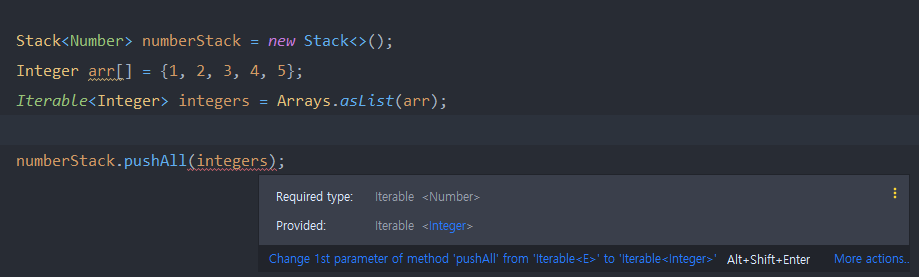 Stack<Number> numberStack = new Stack<>();
Integer arr[] = {1, 2, 3, 4, 5};
Iterable<Integer> integers = Arrays.asList(arr);
numberStack.pushAll(integers);
Required type: Iterable <Number>
Provided: Iterable <Integer>
Change 1st parameter of method 'pushAll' from 'Iterable<E>' to 'Iterable<Integer>' Alt+Shift+Enter More actions..